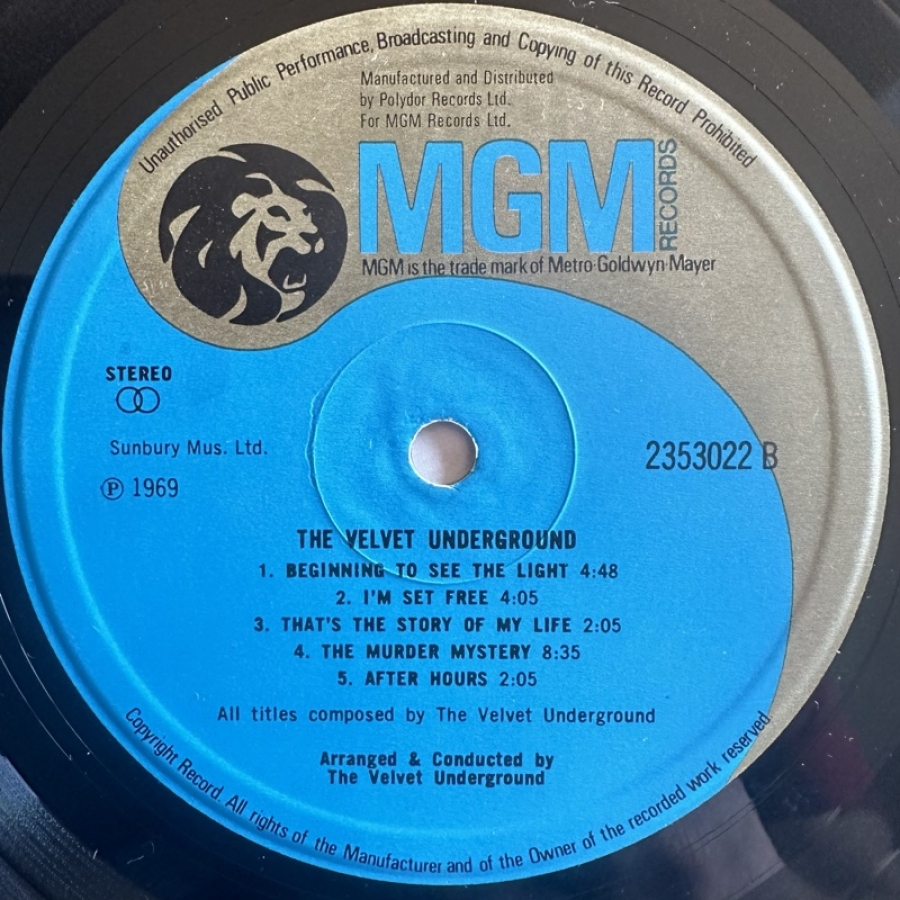 Unauthorised Public Performance, Broadcasting and Copying of this Record Prohibited
Manufactured and Distributed
by Polydor Records Ltd.
For MGM Records Ltd.
MGM RECORDS
MGM is the trade mark of Metro-Goldwyn-Mayer
STEREO
Sunbury Mus. Ltd.
℗ 1969
2353022 B
THE VELVET UNDERGROUND
1. BEGINNING TO SEE THE LIGHT 4:48
2. I'M SET FREE 4:05
3. THAT'S THE STORY OF MY LIFE 2:05
4. THE MURDER MYSTERY 8:35
5. AFTER HOURS 2:05
All titles composed by The Velvet Underground
Arranged & Conducted by
The Velvet Underground
Copyright Record. All rights of the Manufacturer and of the Owner of the recorded work reserved